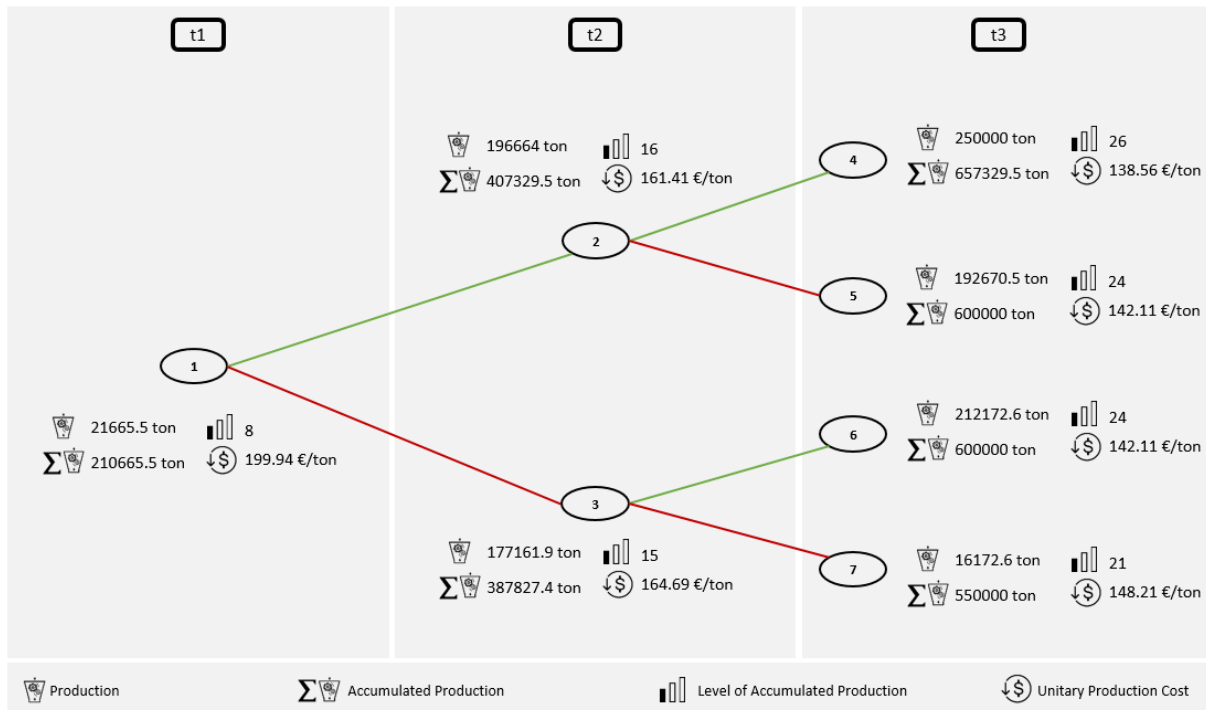 t1
t2
t3
196664 ton 16
407329.5 ton 161.41 €/ton
250000 ton 26
657329.5 ton 138.56 €/ton
4
2
192670.5 ton 24
600000 ton 142.11 €/ton
5
1
21665.5 ton 8
210665.5 ton 199.94 €/ton
212172.6 ton 24
600000 ton 142.11 €/ton
6
3
177161.9 ton 15
387827.4 ton 164.69 €/ton
16172.6 ton 21
550000 ton 148.21 €/ton
7
Production
Σ Accumulated Production
Level of Accumulated Production
Unitary Production Cost